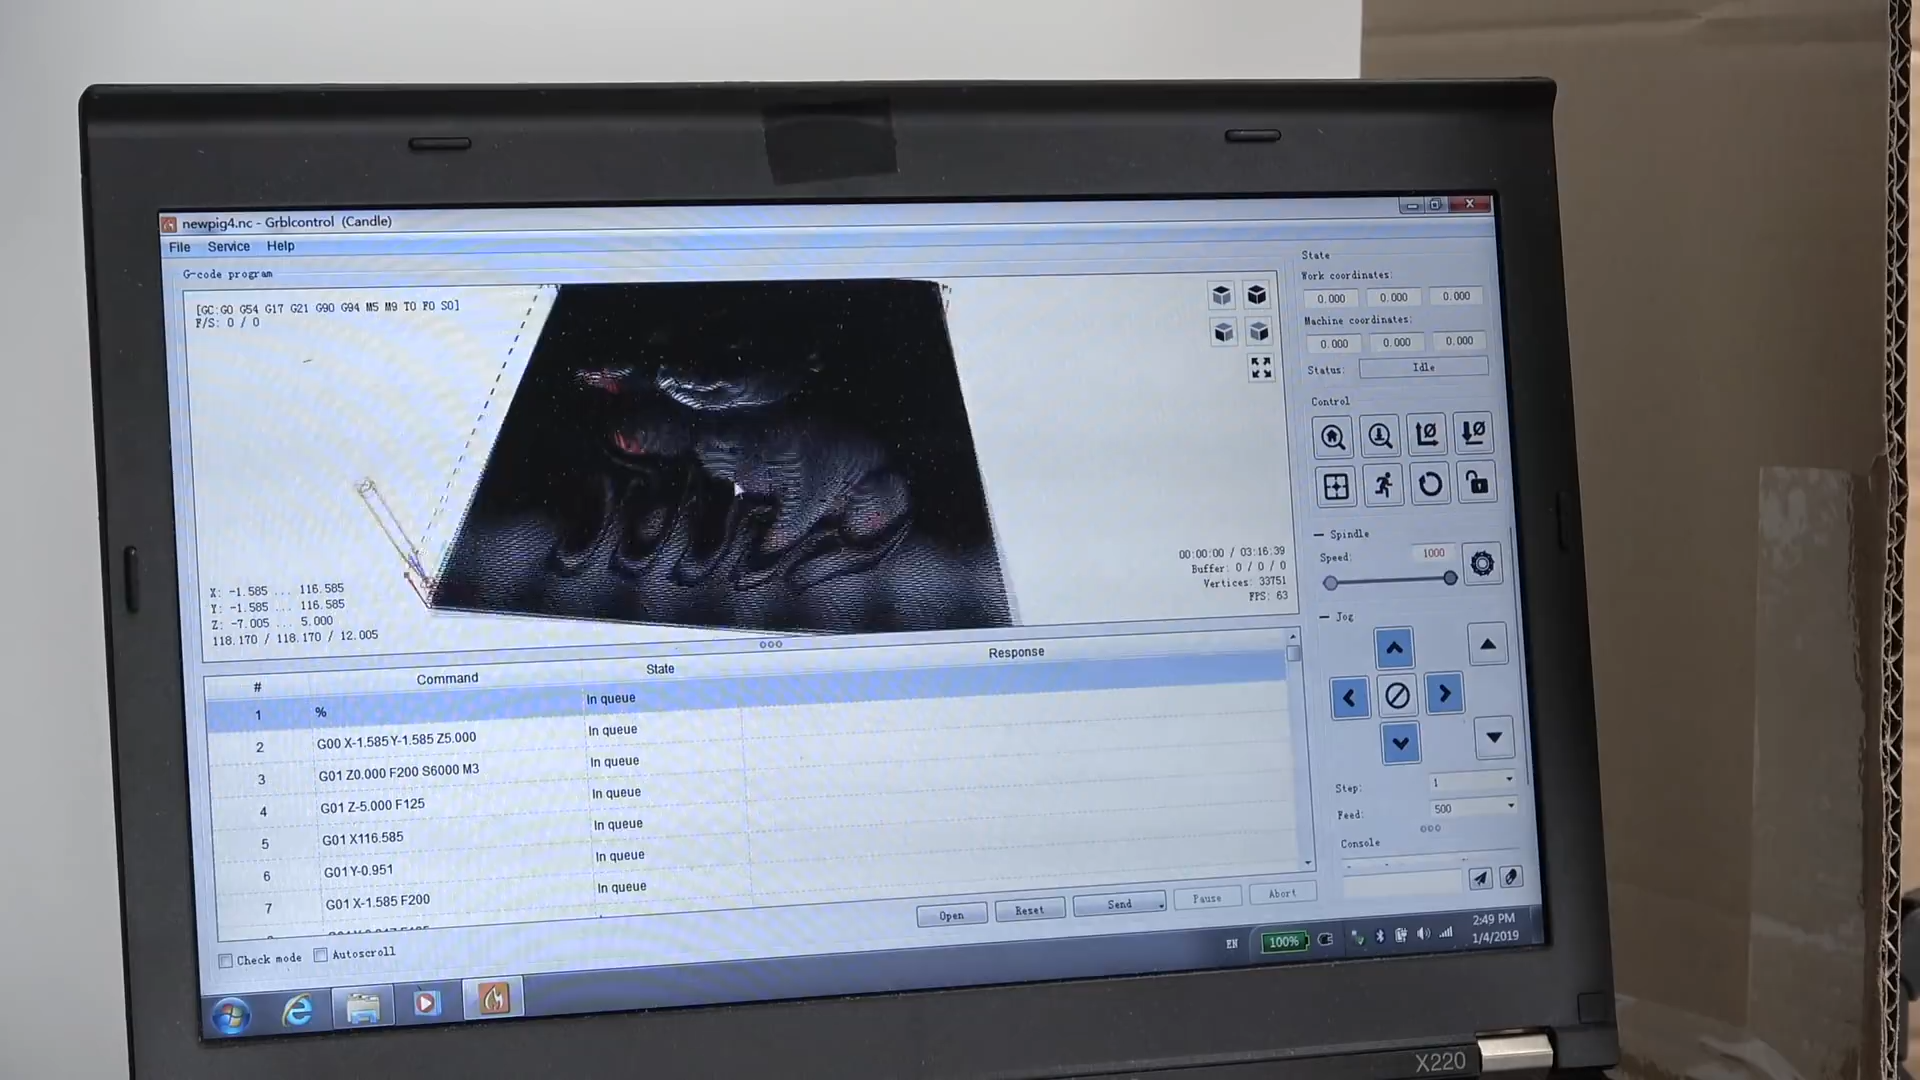 newpig4.nc - Grblcontrol (Candle)
File Service Help
G-code program
[GC:G0 G54 G17 G21 G90 G94 M5 M9 T0 F0 S0]
F/S: 0 / 0
X: -1.585 ... 116.585
Y: -1.585 ... 116.585
Z: -7.005 ... 5.000
118.170 / 118.170 / 12.005
00:00:00 / 03:16:39
Buffer: 0 / 0 / 0
Vertices: 33751
FPS: 63
# Command State Response
1 % In queue
2 G00 X-1.585 Y-1.585 Z5.000 In queue
3 G01 Z0.000 F200 S6000 M3 In queue
4 G01 Z-5.000 F125 In queue
5 G01 X116.585 In queue
6 G01 Y-0.951 In queue
7 G01 X-1.585 F200 In queue
Check mode Autoscroll
Open Reset Send Pause Abort
State
Work coordinates:
0.000 0.000 0.000
Machine coordinates:
0.000 0.000 0.000
Status: Idle
Control
Spindle
Speed: 1000
Jog
Step: 1
Feed: 500
Console
EN 100% 2:49 PM
1/4/2019
X220